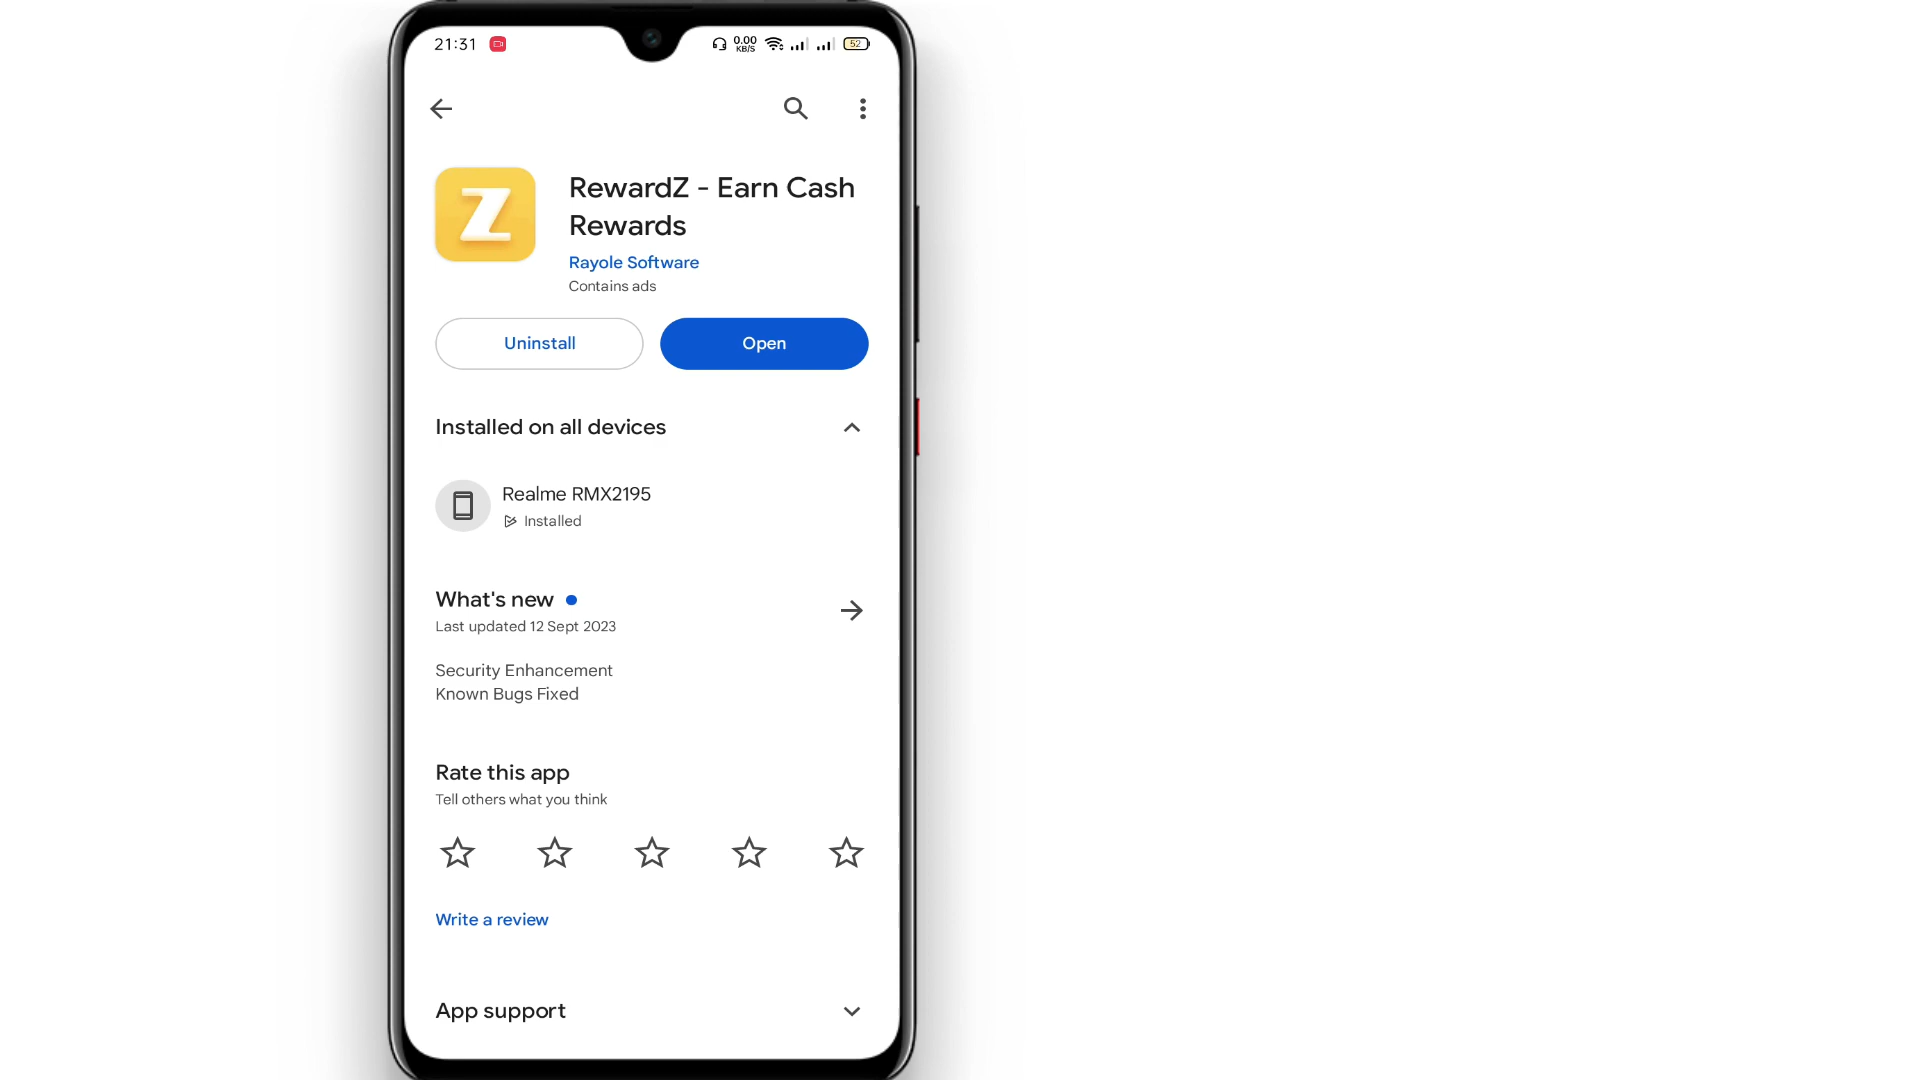 21:31
0.00
KB/S
52
Z
RewardZ - Earn Cash
Rewards
Rayole Software
Contains ads
Uninstall
Open
Installed on all devices
Realme RMX2195
Installed
What's new
Last updated 12 Sept 2023
Security Enhancement
Known Bugs Fixed
Rate this app
Tell others what you think
Write a review
App support